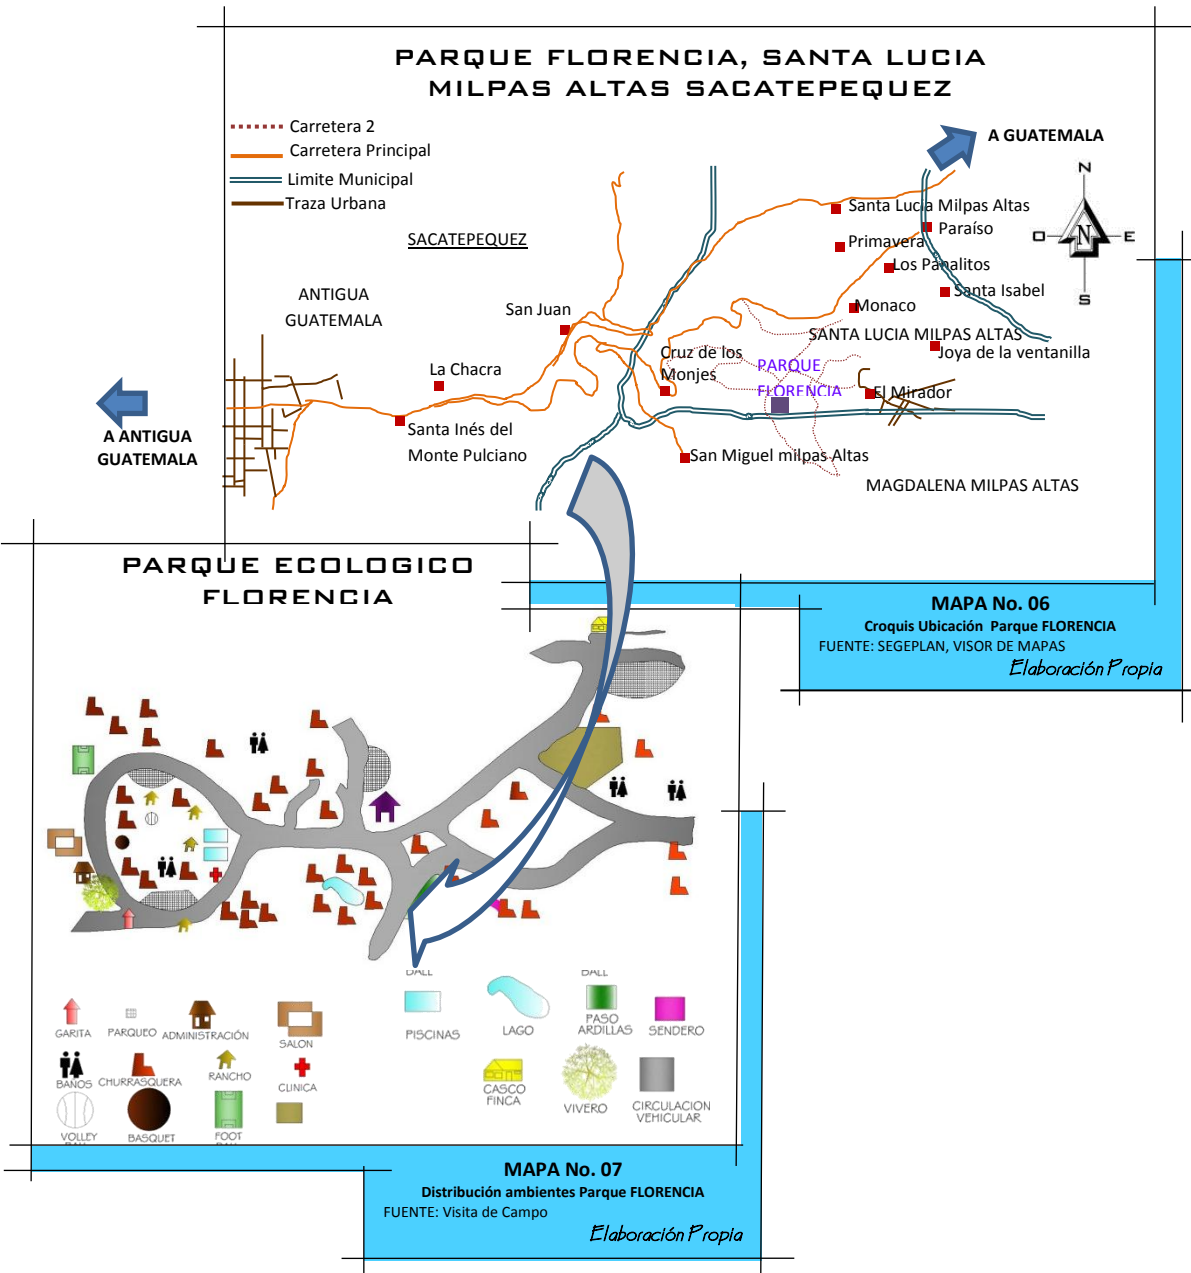 PARQUE FLORENCIA, SANTA LUCIA
MILPAS ALTAS SACATEPEQUEZ
Carretera 2
Carretera Principal
Limite Municipal
Traza Urbana
A GUATEMALA
N
O
N
E
S
SACATEPEQUEZ
ANTIGUA
GUATEMALA
San Juan
La Chacra
Santa Inés del
Monte Pulciano
A ANTIGUA
GUATEMALA
Santa Lucia Milpas Altas
Paraíso
Primavera
Los Panalitos
Santa Isabel
Monaco
SANTA LUCIA MILPAS ALTAS
Joya de la ventanilla
Cruz de los
Monjes
PARQUE
FLORENCIA
El Mirador
San Miguel milpas Altas
MAGDALENA MILPAS ALTAS
MAPA No. 06
Croquis Ubicación Parque FLORENCIA
FUENTE: SEGEPLAN, VISOR DE MAPAS
Elaboración Propia
PARQUE ECOLOGICO
FLORENCIA
BALL
BALL
GARITA
PARQUEO
ADMINISTRACIÓN
SALON
PISCINAS
LAGO
PASO
ARDILLAS
SENDERO
BAÑOS
CHURRASQUERA
RANCHO
CLINICA
CASCO
FINCA
VIVERO
CIRCULACION
VEHICULAR
VOLLEY
BALL
BASQUET
FOOT
BALL
MAPA No. 07
Distribución ambientes Parque FLORENCIA
FUENTE: Visita de Campo
Elaboración Propia